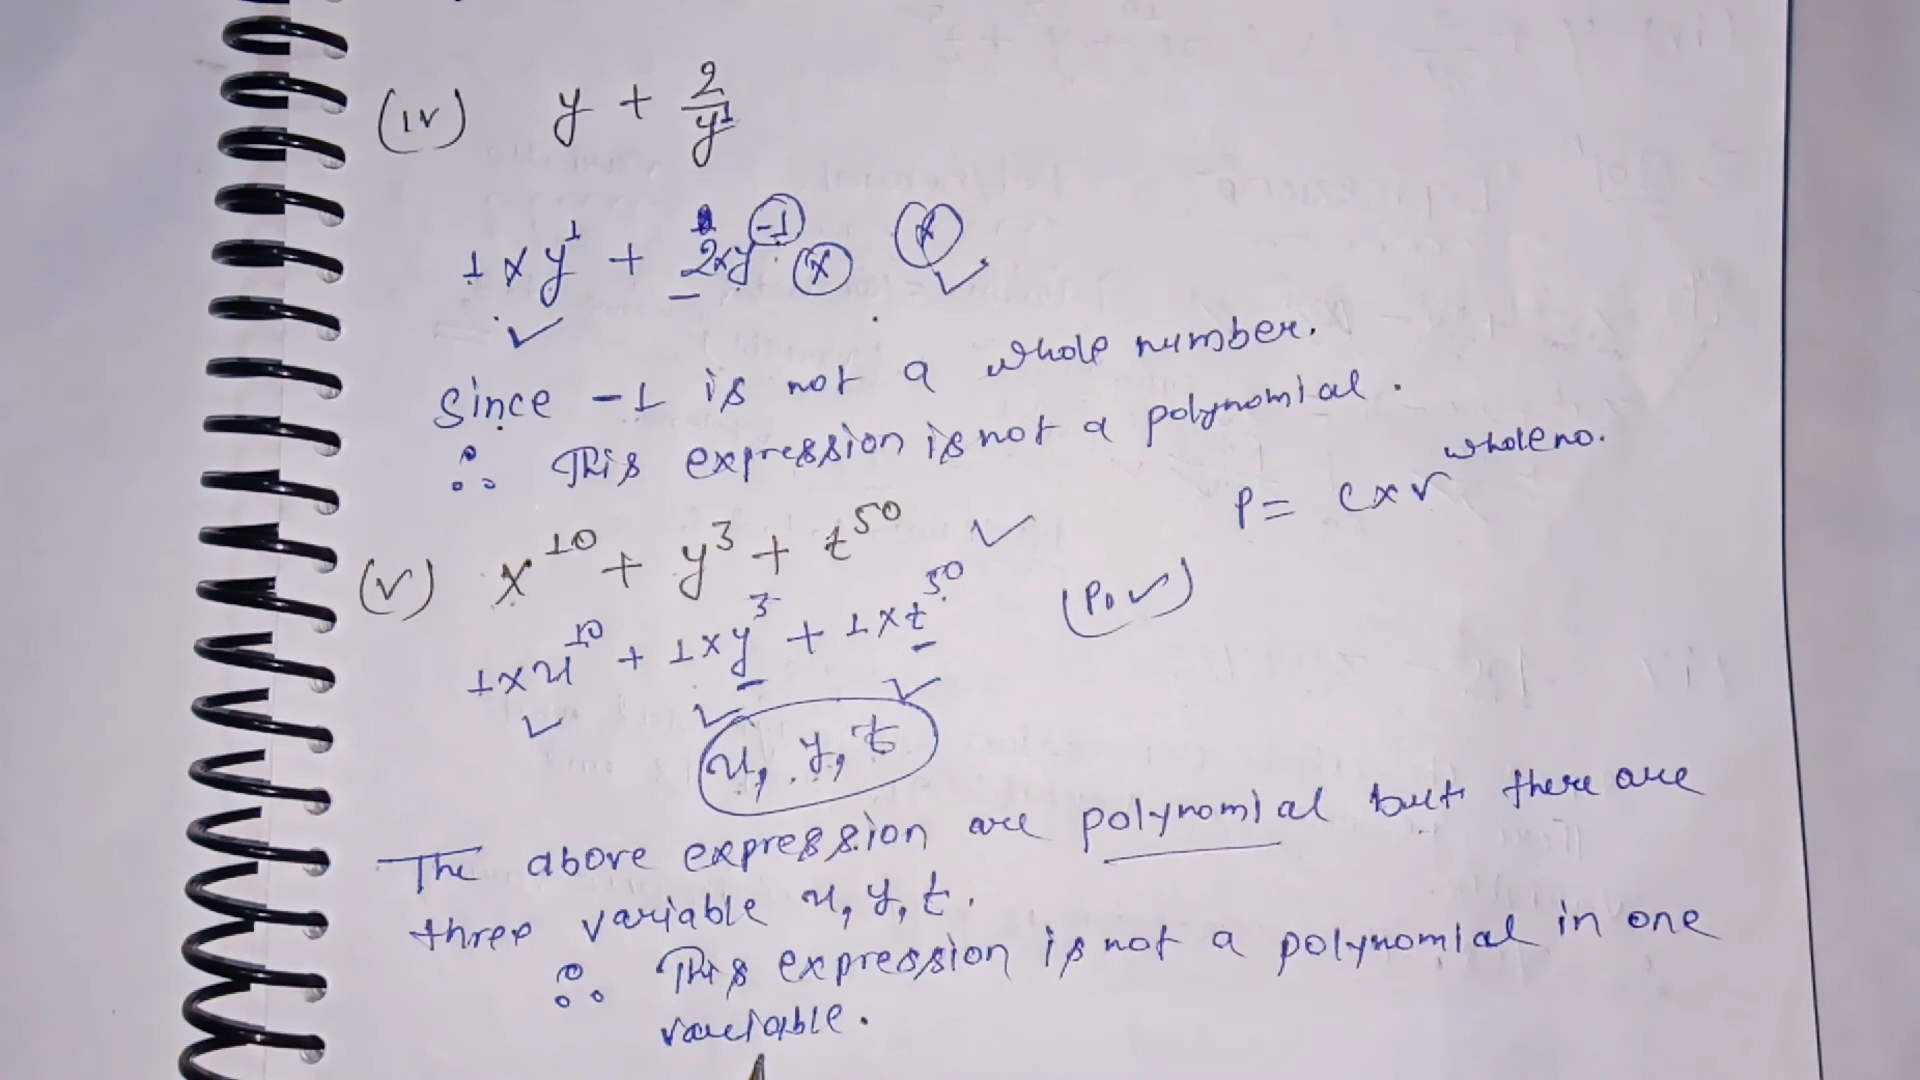 (iv) y + 2/y¹
1 × y¹ + 2×y⁻¹ (×) (×) ✓
✓
Since -1 is not a whole number.
∴ This expression is not a polynomial.
P = c×v^whole no.
(v) x¹⁰ + y³ + t⁵⁰ ✓
1×x¹⁰ + 1×y³ + 1×t⁵⁰ (Po✓)
✓ ✓ ✓
x, y, t
The above expression are polynomial but there are
three variable x, y, t.
∴ This expression is not a polynomial in one
variable.